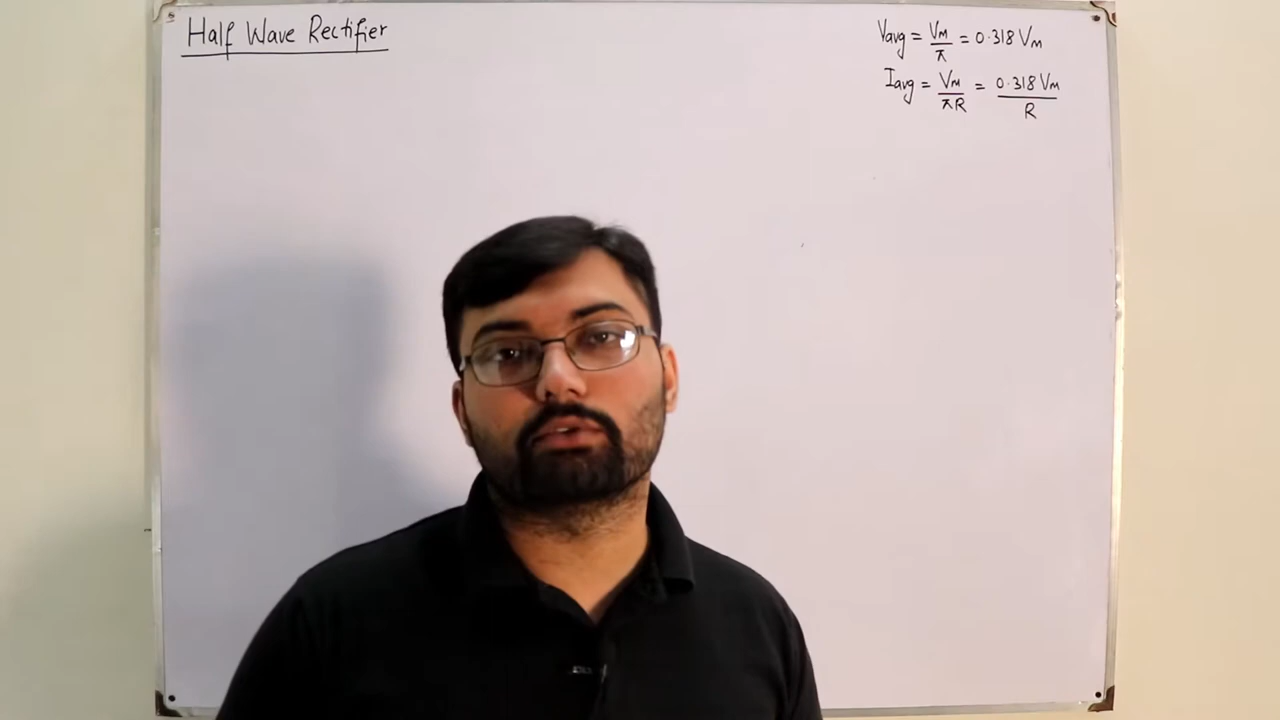 Half Wave Rectifier
Vavg = VM/π = 0.318 VM
Iavg = VM/πR = 0.318 VM/R